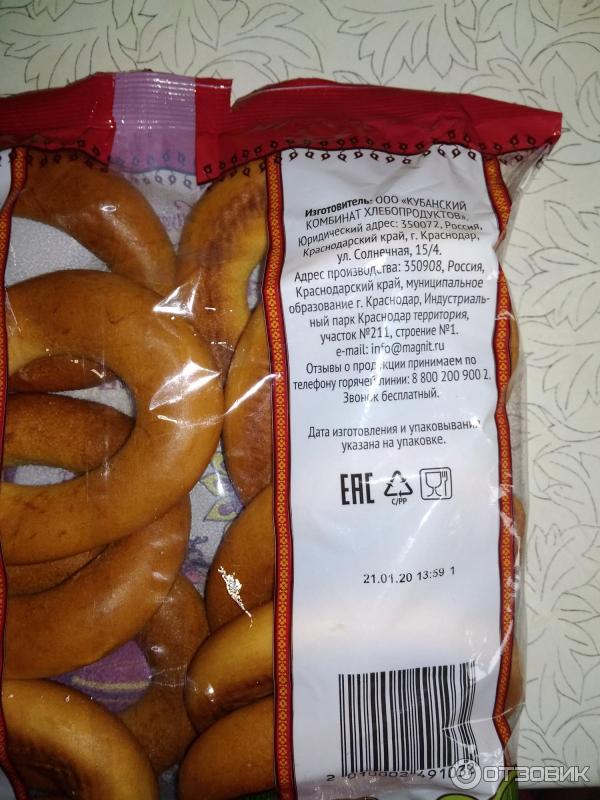 Изготовитель: ООО «КУБАНСКИЙ
КОМБИНАТ ХЛЕБОПРОДУКТОВ».
Юридический адрес: 350072, Россия,
Краснодарский край, г. Краснодар,
ул. Солнечная, 15/4.
Адрес производства: 350908, Россия,
Краснодарский край, муниципальное
образование г. Краснодар, Индустриаль-
ный парк Краснодар территория,
участок №211, строение №1.
e-mail: info@magnit.ru
Отзывы о продукции принимаем по
телефону горячей линии: 8 800 200 900 2.
Звонок бесплатный.
Дата изготовления и упаковывания
указана на упаковке.
EAC
C/PP
21.01.20 13:59 1
ОТЗОВИК